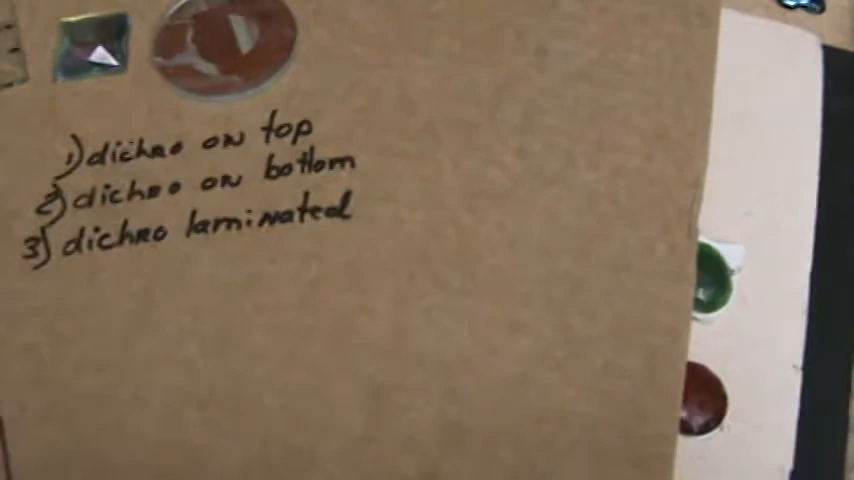 1) dichro on top
2) dichro on bottom
3) dichro laminated